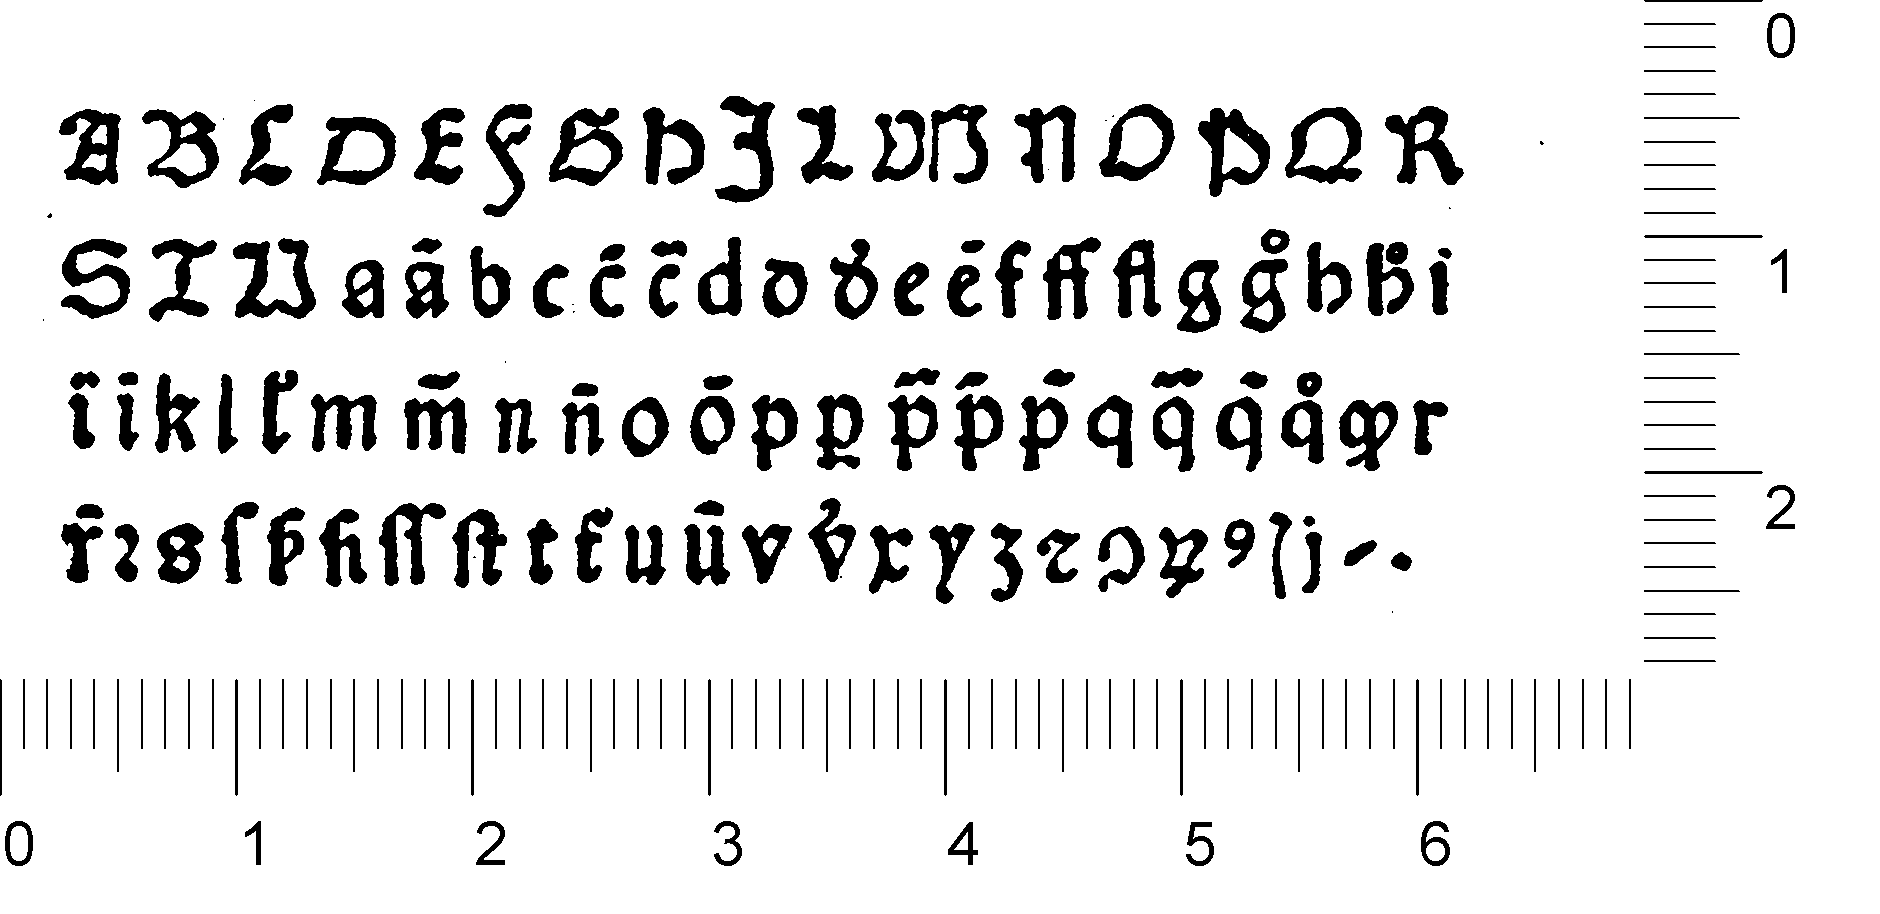 A B C D E F G H J L M N O P Q R
S T U a ā b c c̄ c̃ d ꝺ ẟ e ē f ff fl g g̊ h ħ i
ĩ ī k l ł m m̃ n n̄ o ō p ꝑ p̃ p̄ p̄ q q̃ q̄ q̊ ꝙ r
r̄ ꝛ s ſ ſſ ſt t u ū v x y z ꝰ j - .
0
1
2
0 1 2 3 4 5 6